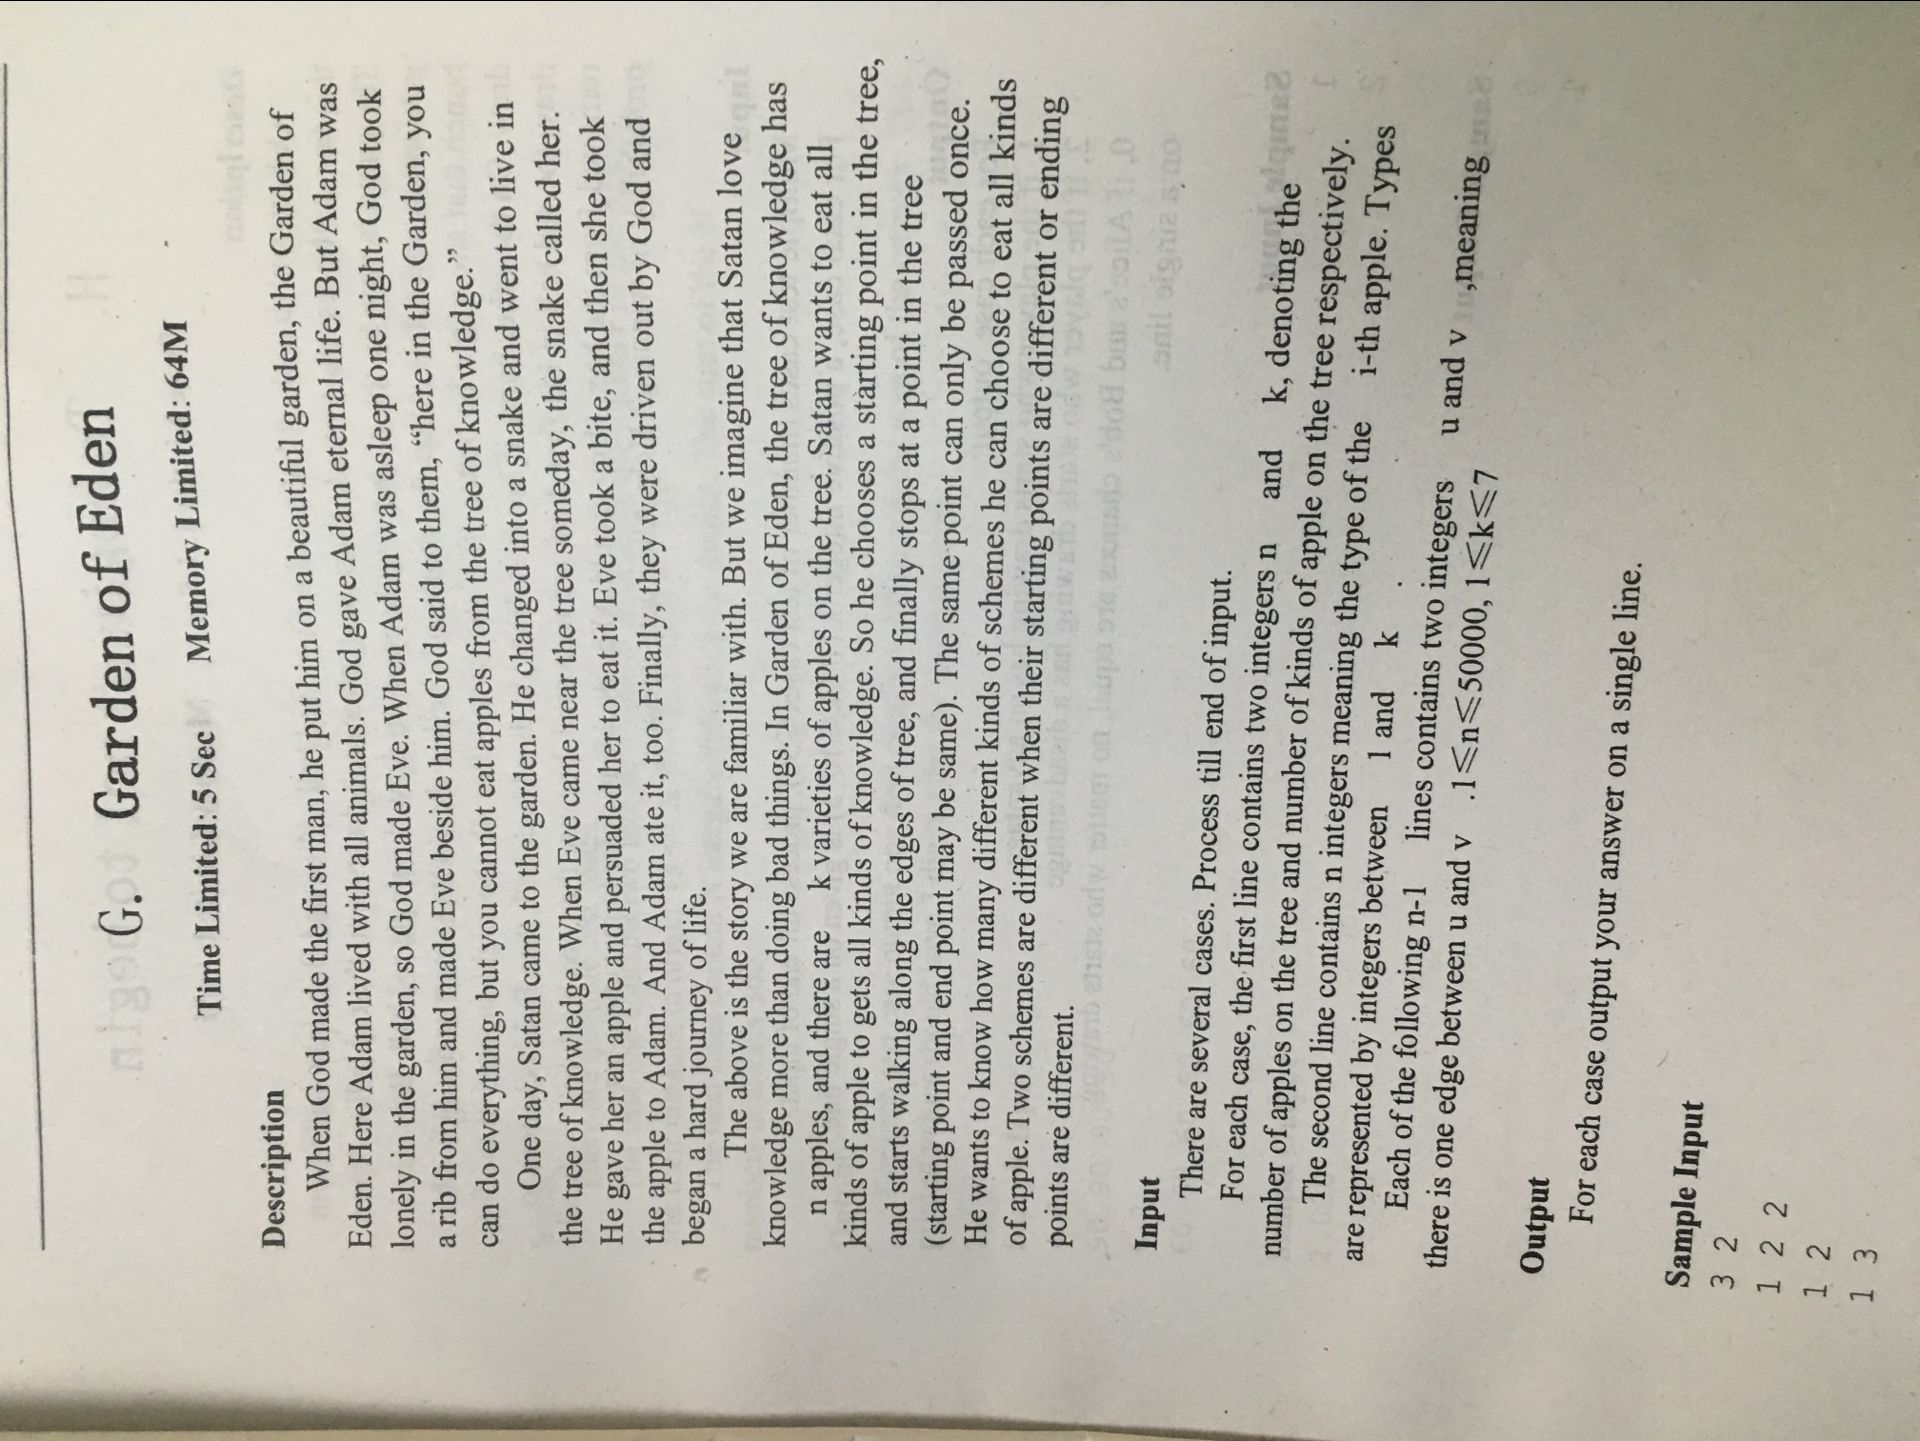 G. Garden of Eden
Time Limited: 5 Sec Memory Limited: 64M
Description
When God made the first man, he put him on a beautiful garden, the Garden of
Eden. Here Adam lived with all animals. God gave Adam eternal life. But Adam was
lonely in the garden, so God made Eve. When Adam was asleep one night, God took
a rib from him and made Eve beside him. God said to them, “here in the Garden, you
can do everything, but you cannot eat apples from the tree of knowledge.”
One day, Satan came to the garden. He changed into a snake and went to live in
the tree of knowledge. When Eve came near the tree someday, the snake called her.
He gave her an apple and persuaded her to eat it. Eve took a bite, and then she took
the apple to Adam. And Adam ate it, too. Finally, they were driven out by God and
began a hard journey of life.
The above is the story we are familiar with. But we imagine that Satan love
knowledge more than doing bad things. In Garden of Eden, the tree of knowledge has
n apples, and there are k varieties of apples on the tree. Satan wants to eat all
kinds of apple to gets all kinds of knowledge. So he chooses a starting point in the tree,
and starts walking along the edges of tree, and finally stops at a point in the tree
(starting point and end point may be same). The same point can only be passed once.
He wants to know how many different kinds of schemes he can choose to eat all kinds
of apple. Two schemes are different when their starting points are different or ending
points are different.
Input
There are several cases. Process till end of input.
For each case, the first line contains two integers n and k, denoting the
number of apples on the tree and number of kinds of apple on the tree respectively.
The second line contains n integers meaning the type of the i-th apple. Types
are represented by integers between 1 and k .
Each of the following n-1 lines contains two integers u and v ,meaning
there is one edge between u and v .1⩽n⩽50000, 1⩽k⩽7
Output
For each case output your answer on a single line.
Sample Input
3 2
1 2 2
1 2
1 3